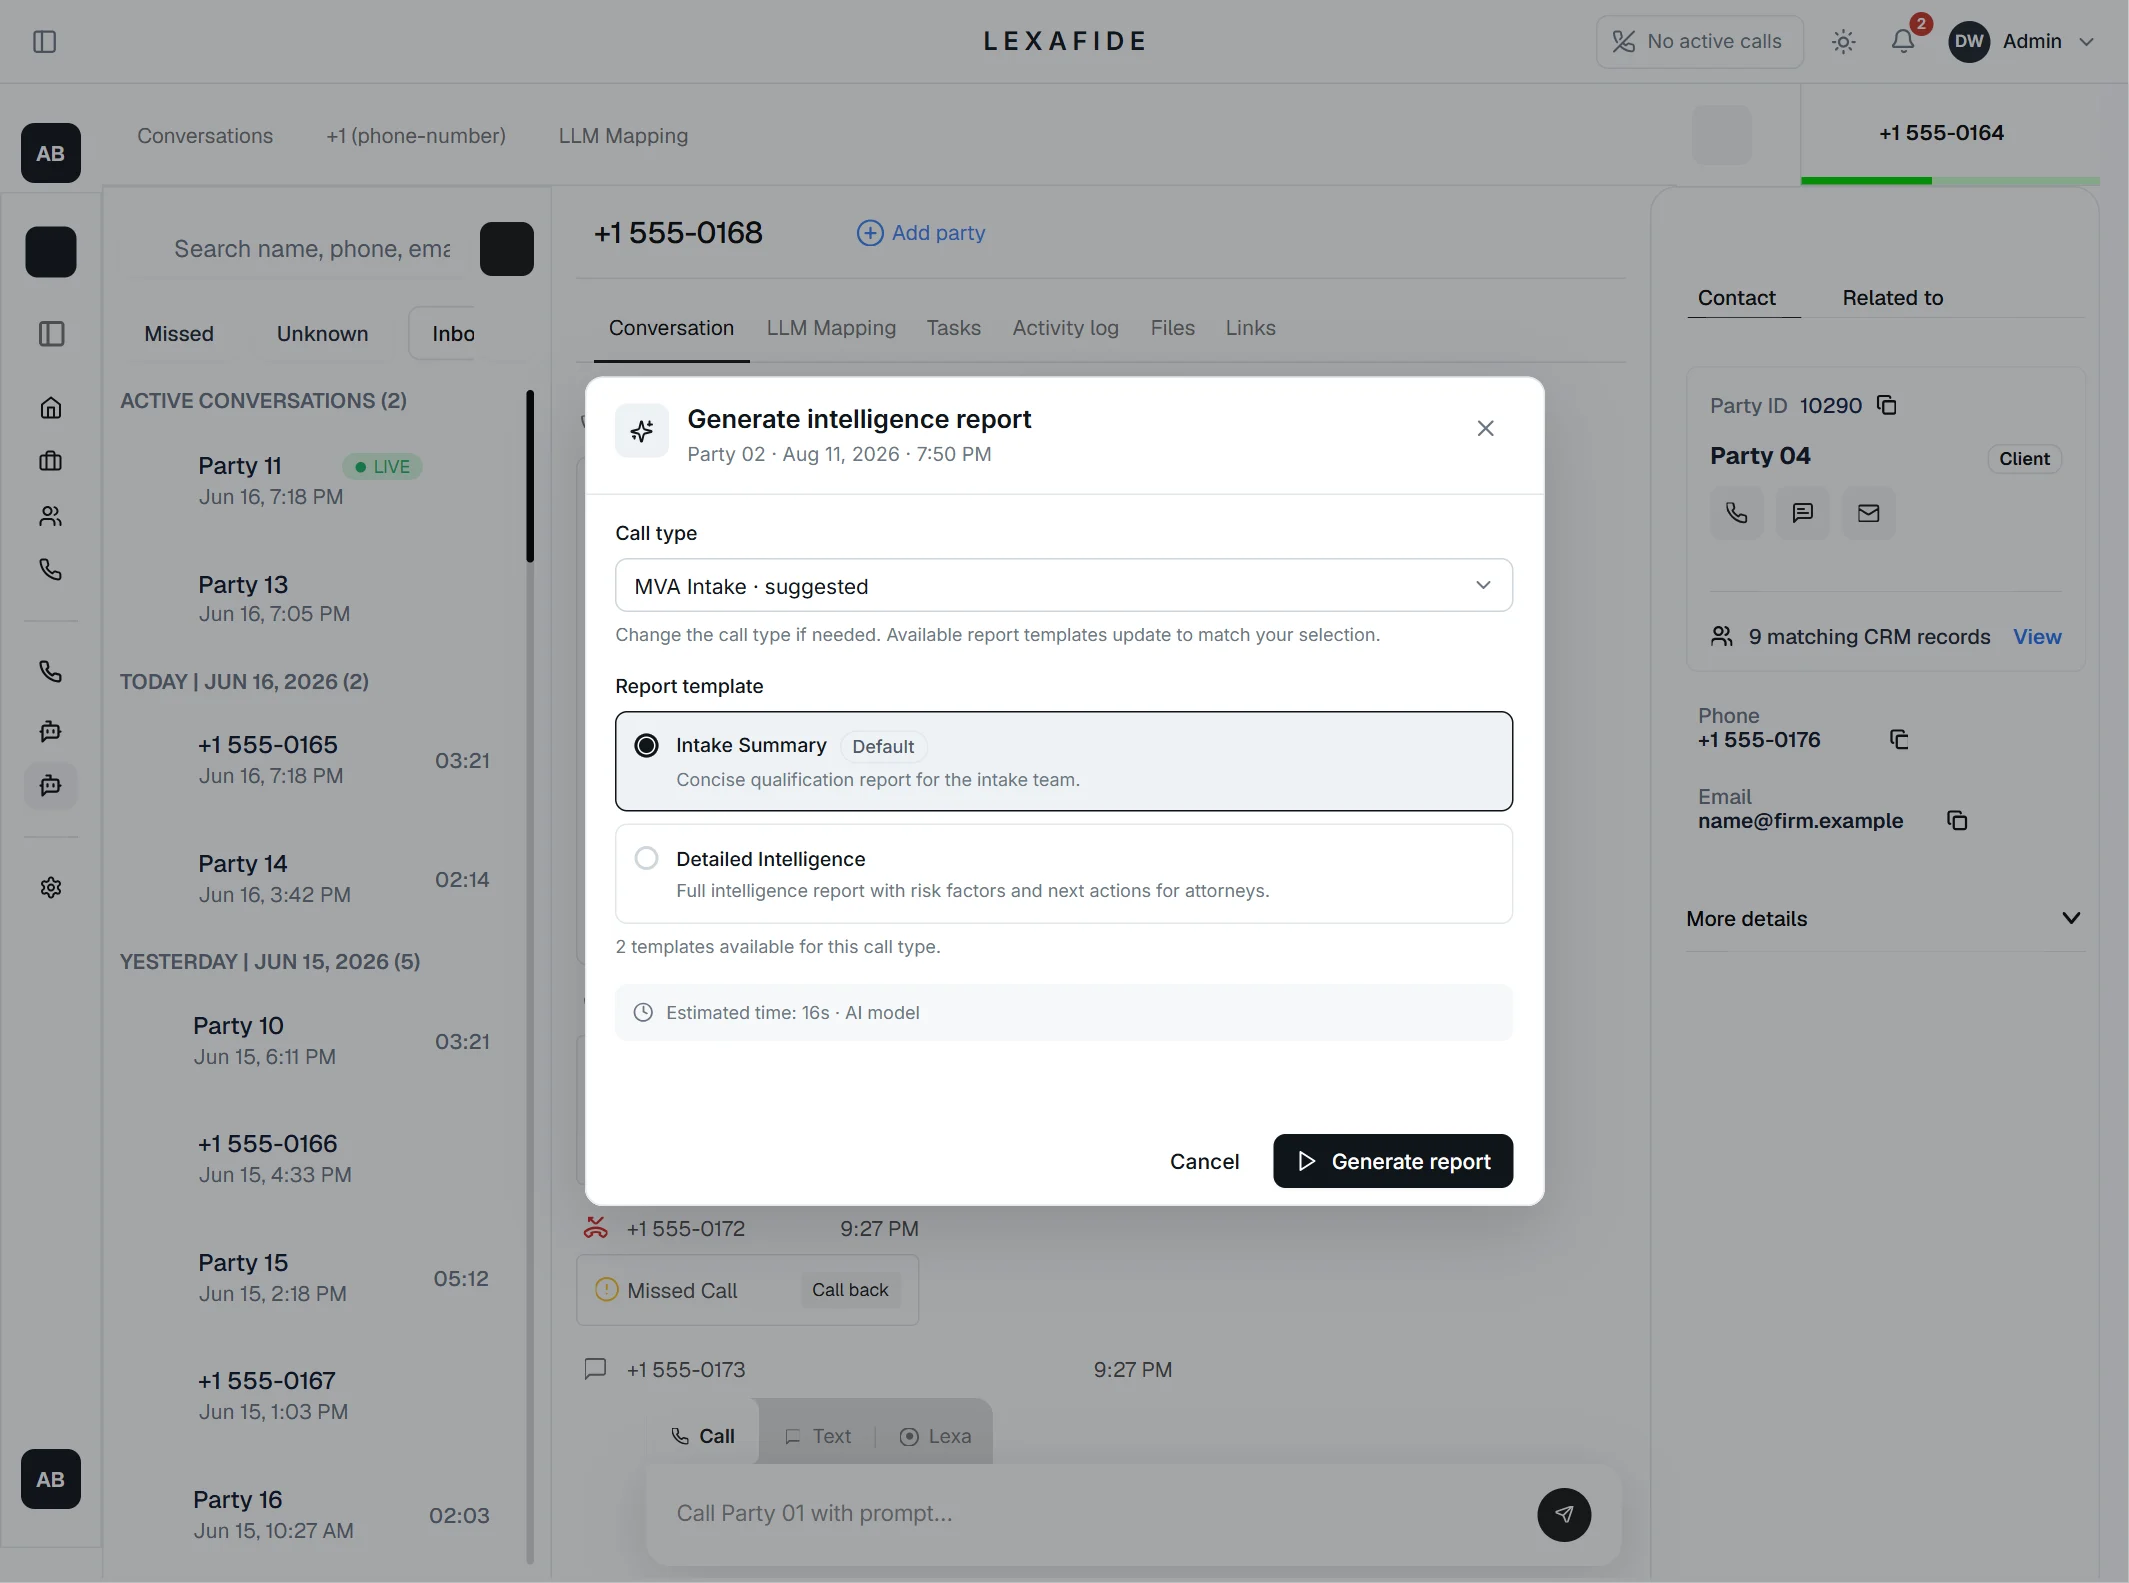 LEXAFIDE
No active calls
2
DW
Admin
AB
Conversations
+1 (phone-number)
LLM Mapping
+1 555-0164
Search name, phone, ema
Missed
Unknown
Inbo
ACTIVE CONVERSATIONS (2)
Party 11
LIVE
Jun 16, 7:18 PM
Party 13
Jun 16, 7:05 PM
TODAY | JUN 16, 2026 (2)
+1 555-0165
Jun 16, 7:18 PM
03:21
Party 14
Jun 16, 3:42 PM
02:14
YESTERDAY | JUN 15, 2026 (5)
Party 10
Jun 15, 6:11 PM
03:21
+1 555-0166
Jun 15, 4:33 PM
Party 15
Jun 15, 2:18 PM
05:12
+1 555-0167
Jun 15, 1:03 PM
Party 16
Jun 15, 10:27 AM
02:03
AB
+1 555-0168
Add party
Conversation
LLM Mapping
Tasks
Activity log
Files
Links
Generate intelligence report
Party 02 · Aug 11, 2026 · 7:50 PM
Call type
MVA Intake · suggested
Change the call type if needed. Available report templates update to match your selection.
Report template
Intake Summary
Default
Concise qualification report for the intake team.
Detailed Intelligence
Full intelligence report with risk factors and next actions for attorneys.
2 templates available for this call type.
Estimated time: 16s · AI model
Cancel
Generate report
+1 555-0172
9:27 PM
Missed Call
Call back
+1 555-0173
9:27 PM
Call
Text
Lexa
Call Party 01 with prompt...
Contact
Related to
Party ID 10290
Party 04
Client
9 matching CRM records
View
Phone
+1 555-0176
Email
name@firm.example
More details